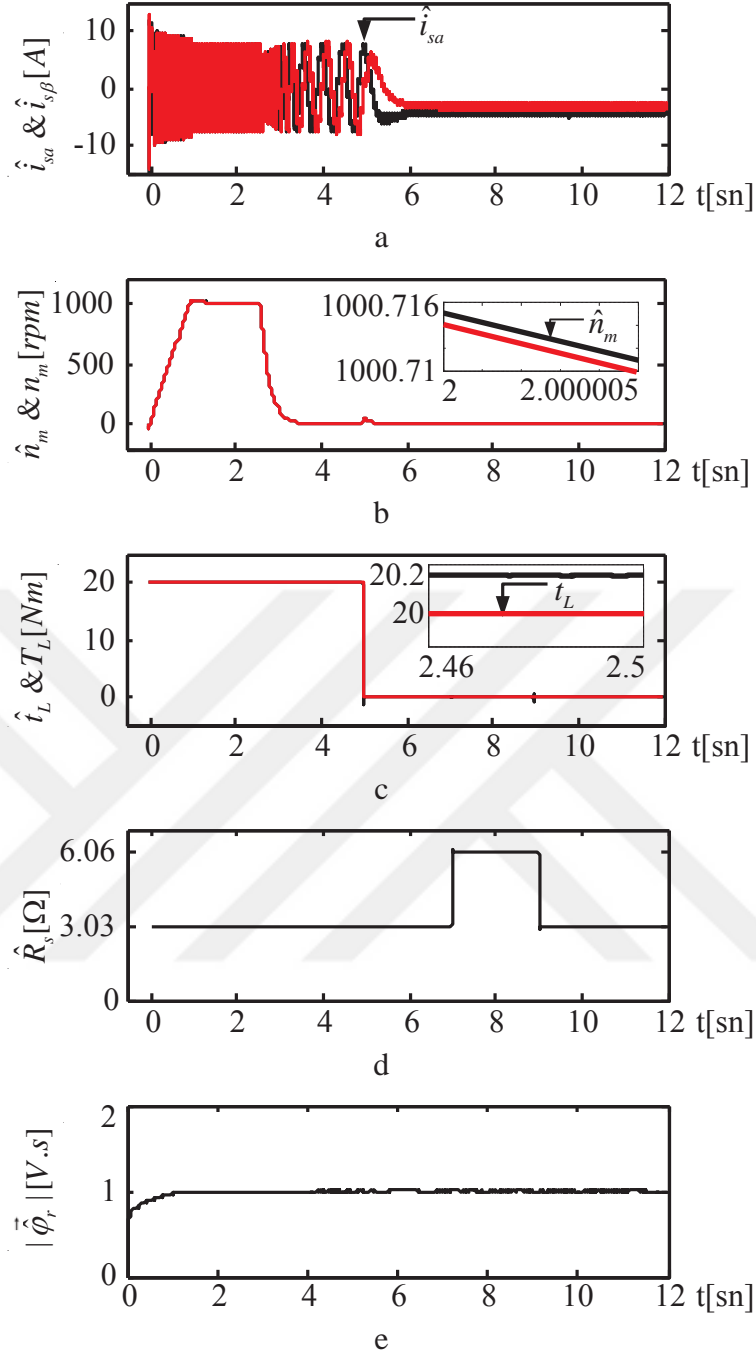 î_sa & î_sβ [A]
10
0
-10
î_sa
0 2 4 6 8 10 12 t[sn]
a
n̂_m & n_m [rpm]
1000
500
0
1000.716
1000.71
n̂_m
2 2.000005
0 2 4 6 8 10 12 t[sn]
b
t̂_L & T_L [Nm]
20
10
0
20.2
20
t_L
2.46 2.5
0 2 4 6 8 10 12 t[sn]
c
R̂_s [Ω]
6.06
3.03
0
0 2 4 6 8 10 12 t[sn]
d
|φ̂⃗_r| [V.s]
2
1
0
0 2 4 6 8 10 12 t[sn]
e